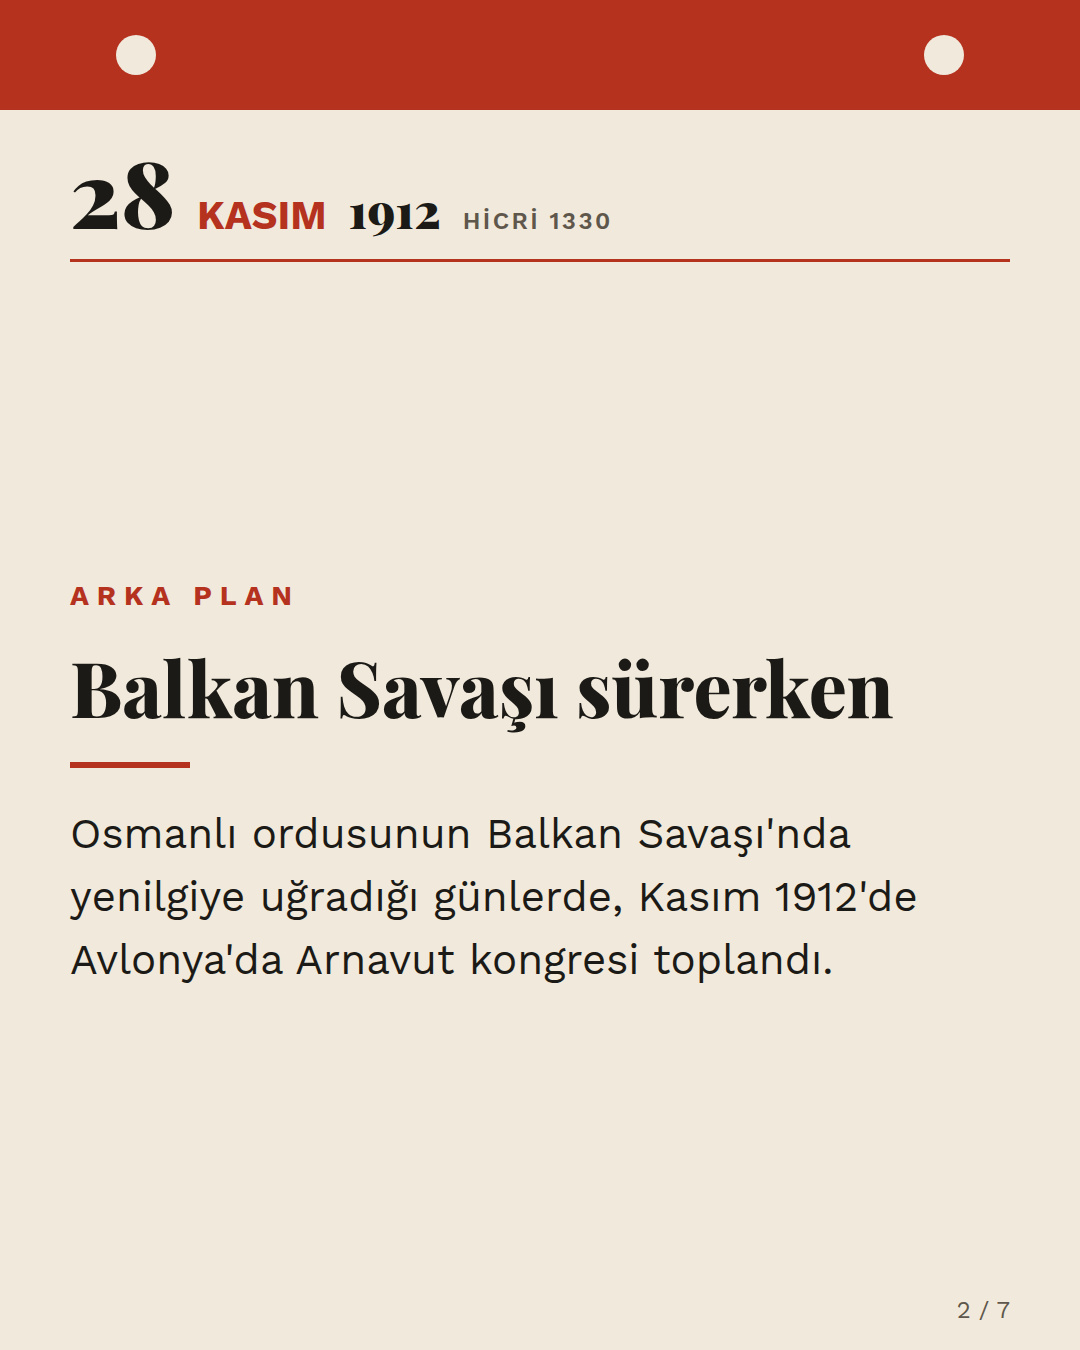 28 KASIM 1912 HİCRİ 1330
ARKA PLAN
Balkan Savaşı sürerken
Osmanlı ordusunun Balkan Savaşı'nda
yenilgiye uğradığı günlerde, Kasım 1912'de
Avlonya'da Arnavut kongresi toplandı.
2 / 7